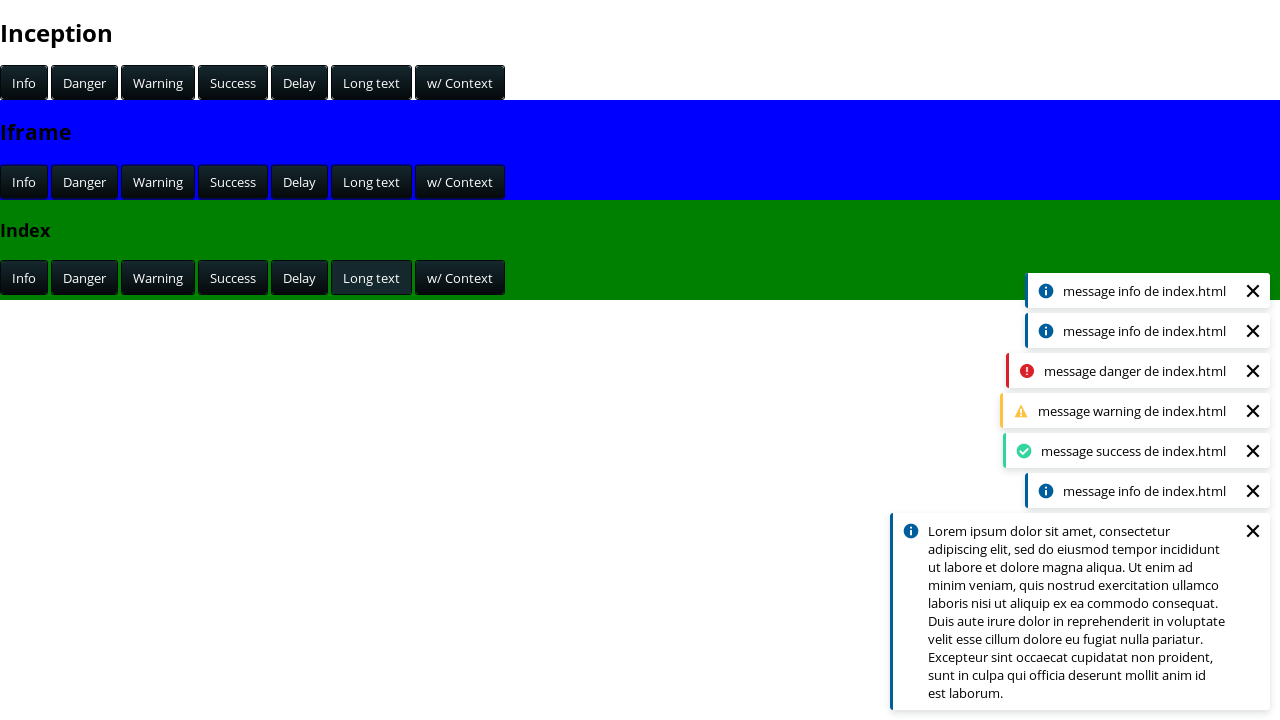 Inception
Info Danger Warning Success Delay Long text w/ Context
Iframe
Info Danger Warning Success Delay Long text w/ Context
Index
Info Danger Warning Success Delay Long text w/ Context
message info de index.html
message info de index.html
message danger de index.html
message warning de index.html
message success de index.html
message info de index.html
Lorem ipsum dolor sit amet, consectetur
adipiscing elit, sed do eiusmod tempor incididunt
ut labore et dolore magna aliqua. Ut enim ad
minim veniam, quis nostrud exercitation ullamco
laboris nisi ut aliquip ex ea commodo consequat.
Duis aute irure dolor in reprehenderit in voluptate
velit esse cillum dolore eu fugiat nulla pariatur.
Excepteur sint occaecat cupidatat non proident,
sunt in culpa qui officia deserunt mollit anim id
est laborum.